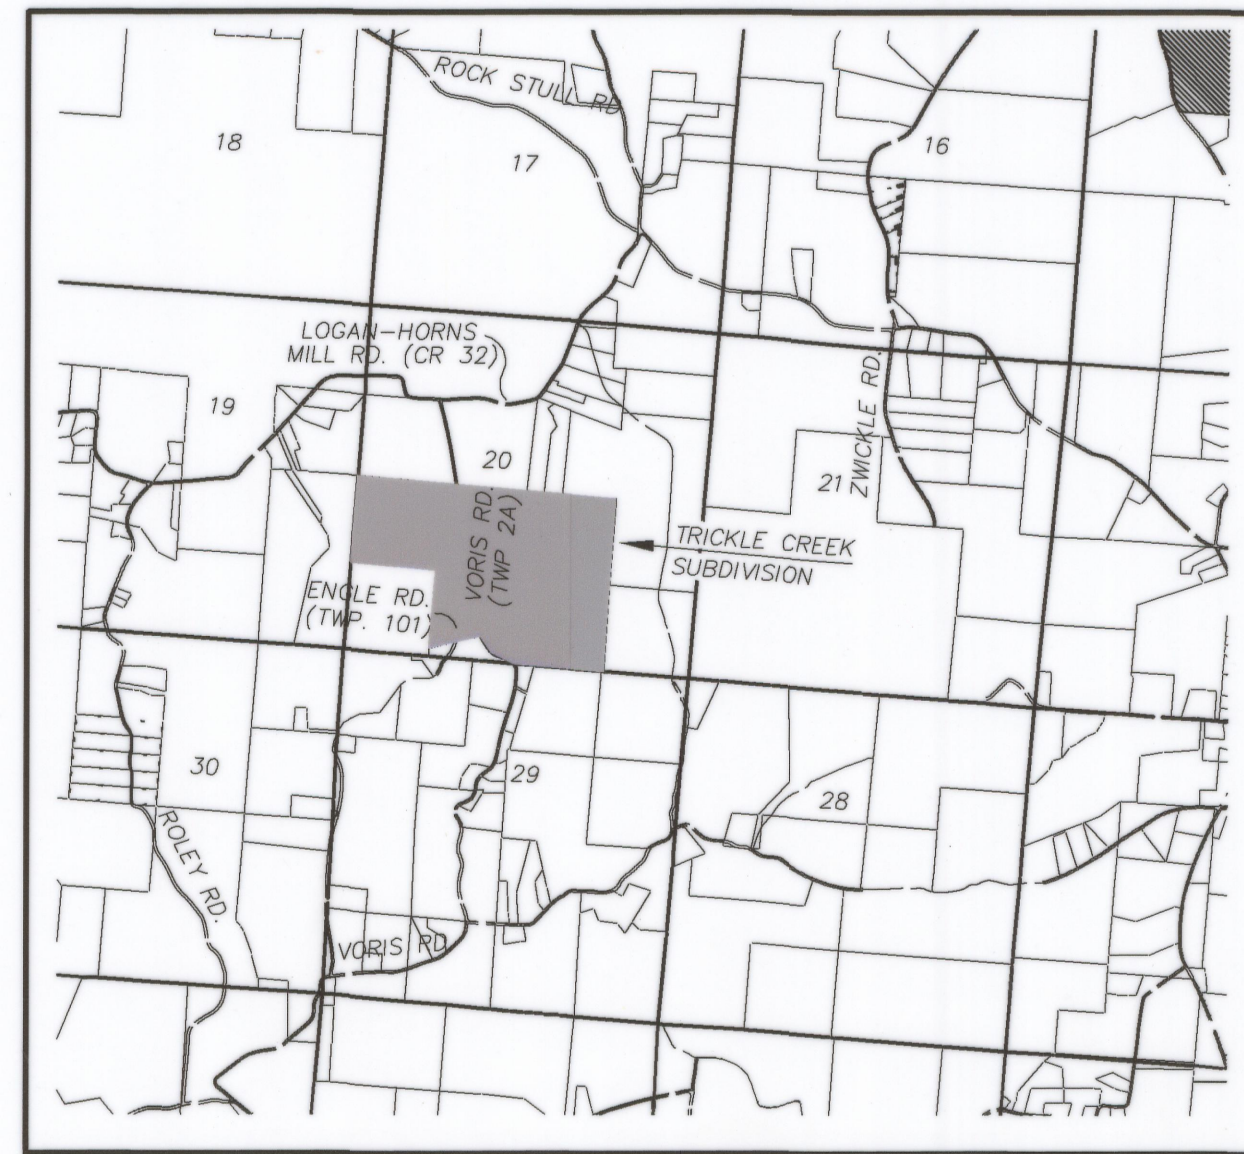 ROCK STULL RD
18
17
16
LOGAN-HORNS
MILL RD. (CR 32)
19
20
21
ZWICKLE RD.
VORIS RD.
(TWP 2A)
TRICKLE CREEK
SUBDIVISION
ENGLE RD.
(TWP. 101)
30
29
28
ROLEY RD.
VORIS RD